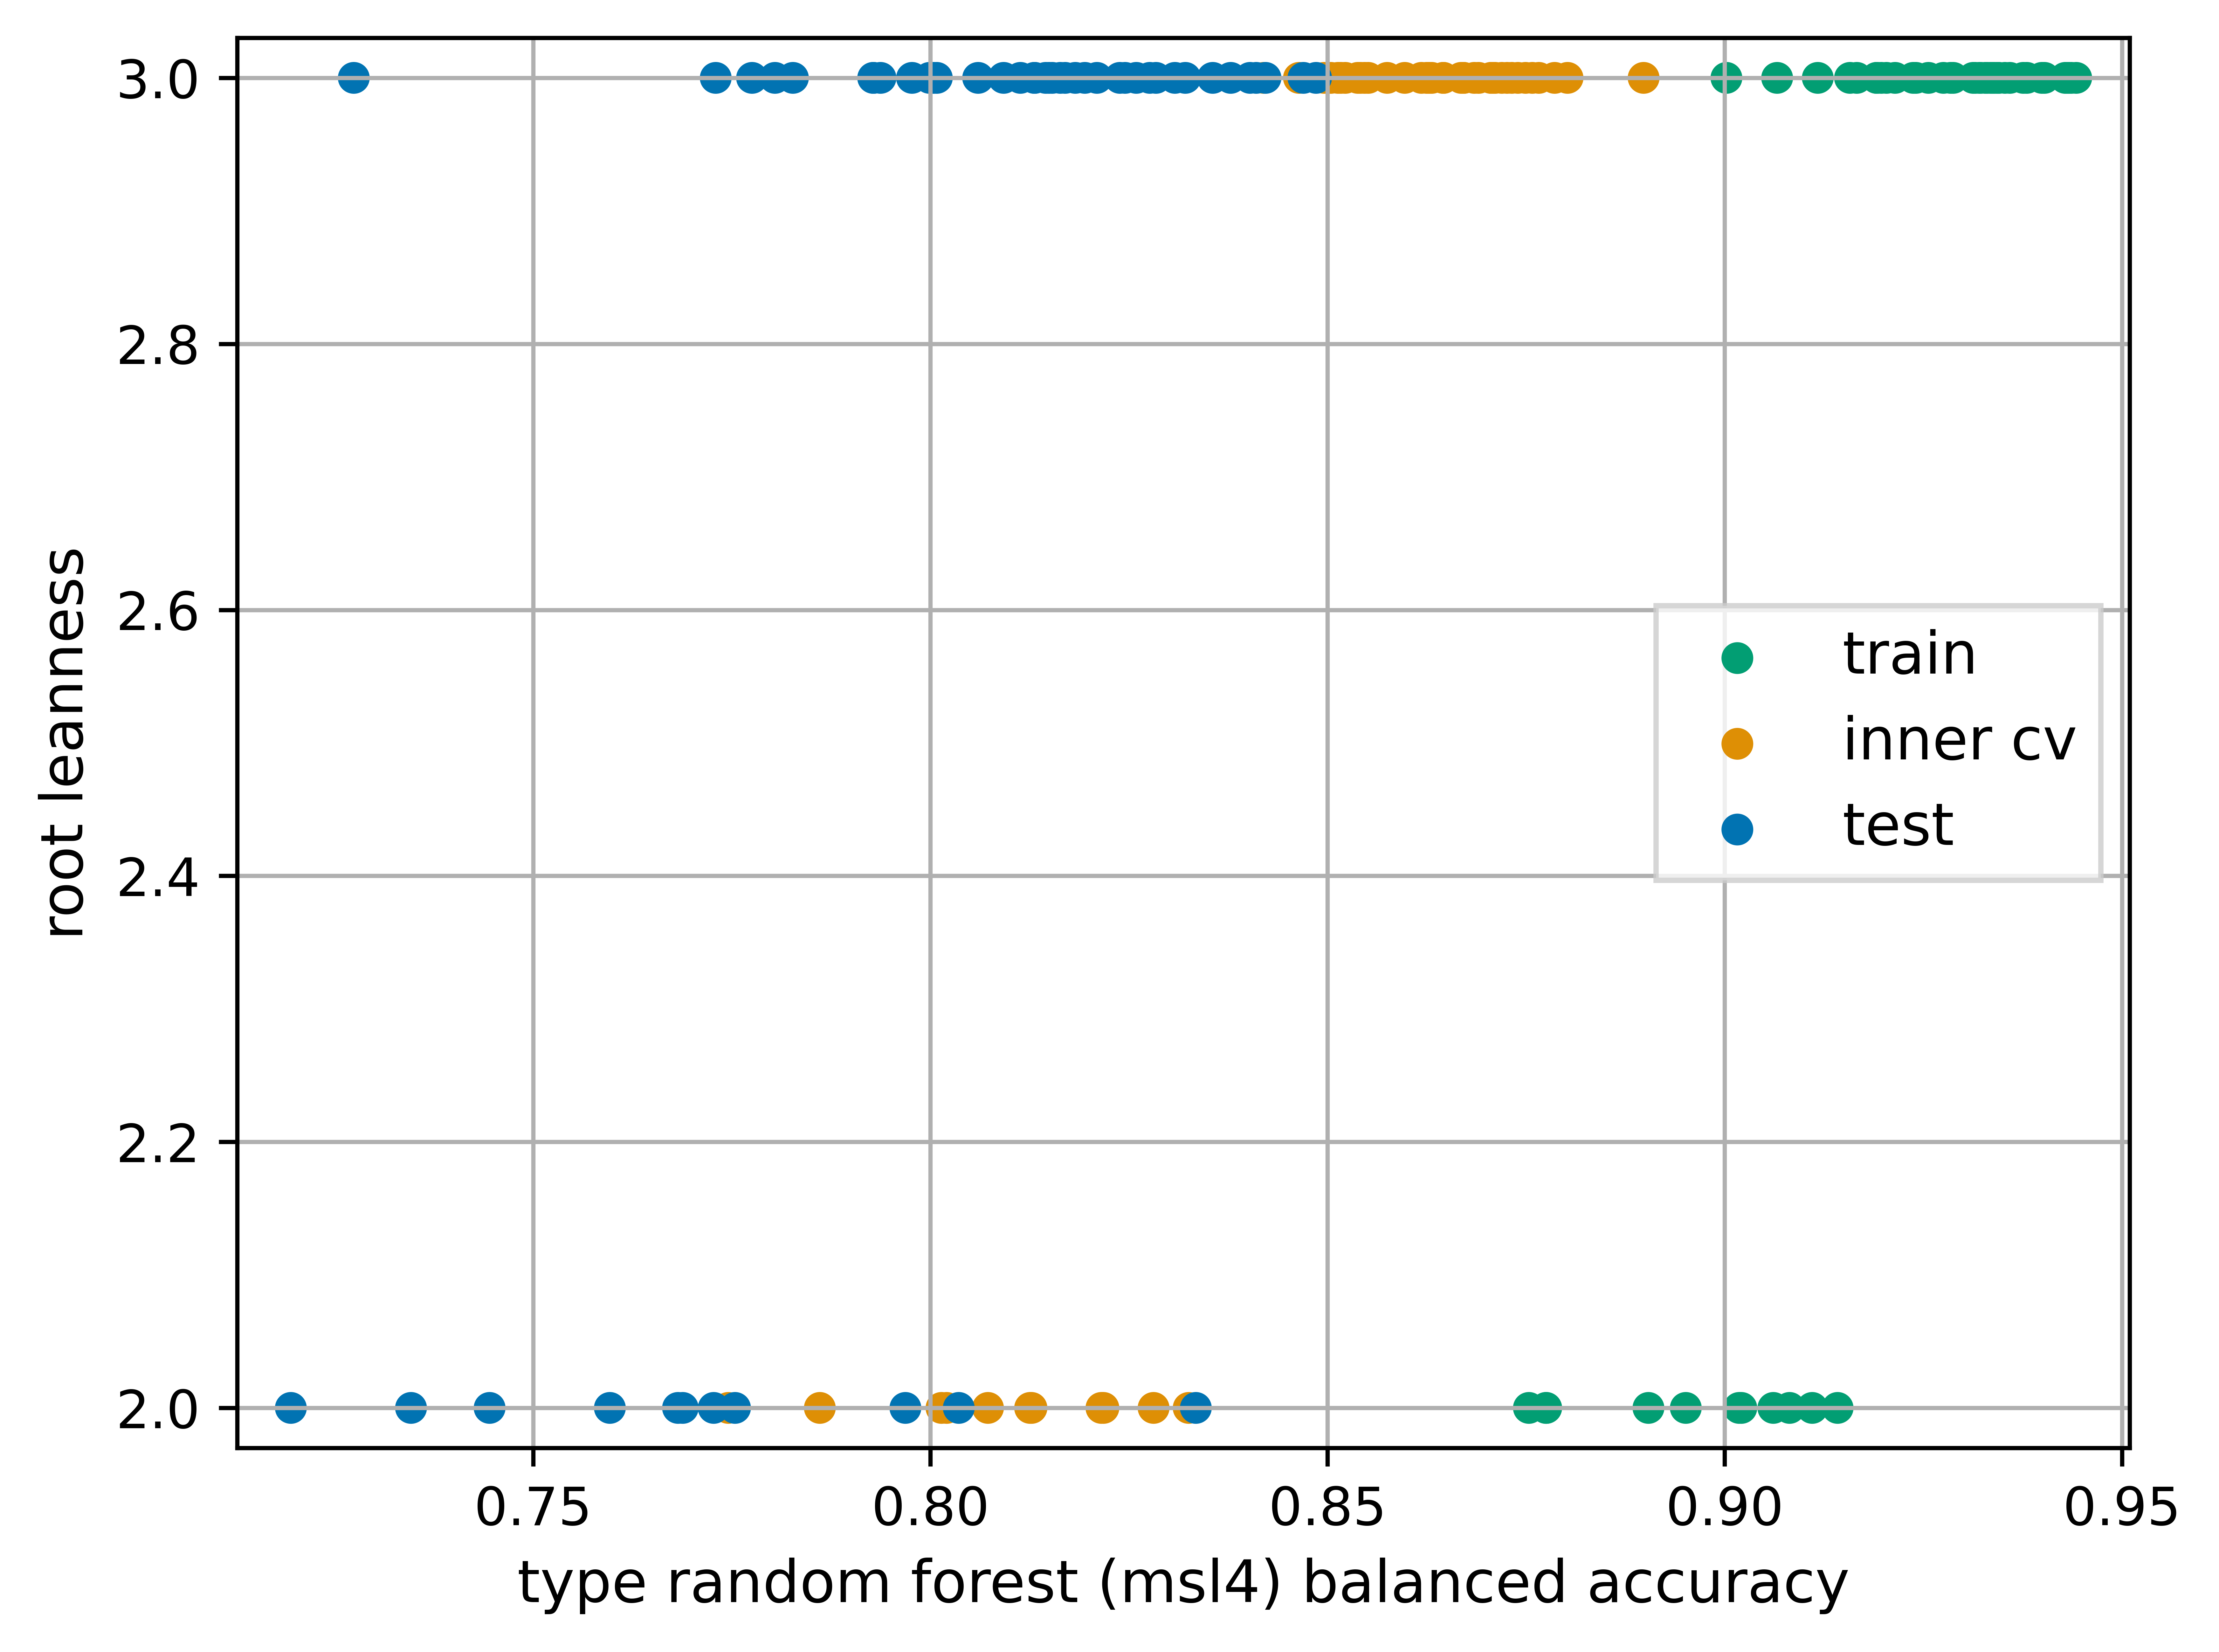 3.0
2.8
2.6
2.4
2.2
2.0
root leanness
train
inner cv
test
0.75 0.80 0.85 0.90 0.95
type random forest (msl4) balanced accuracy